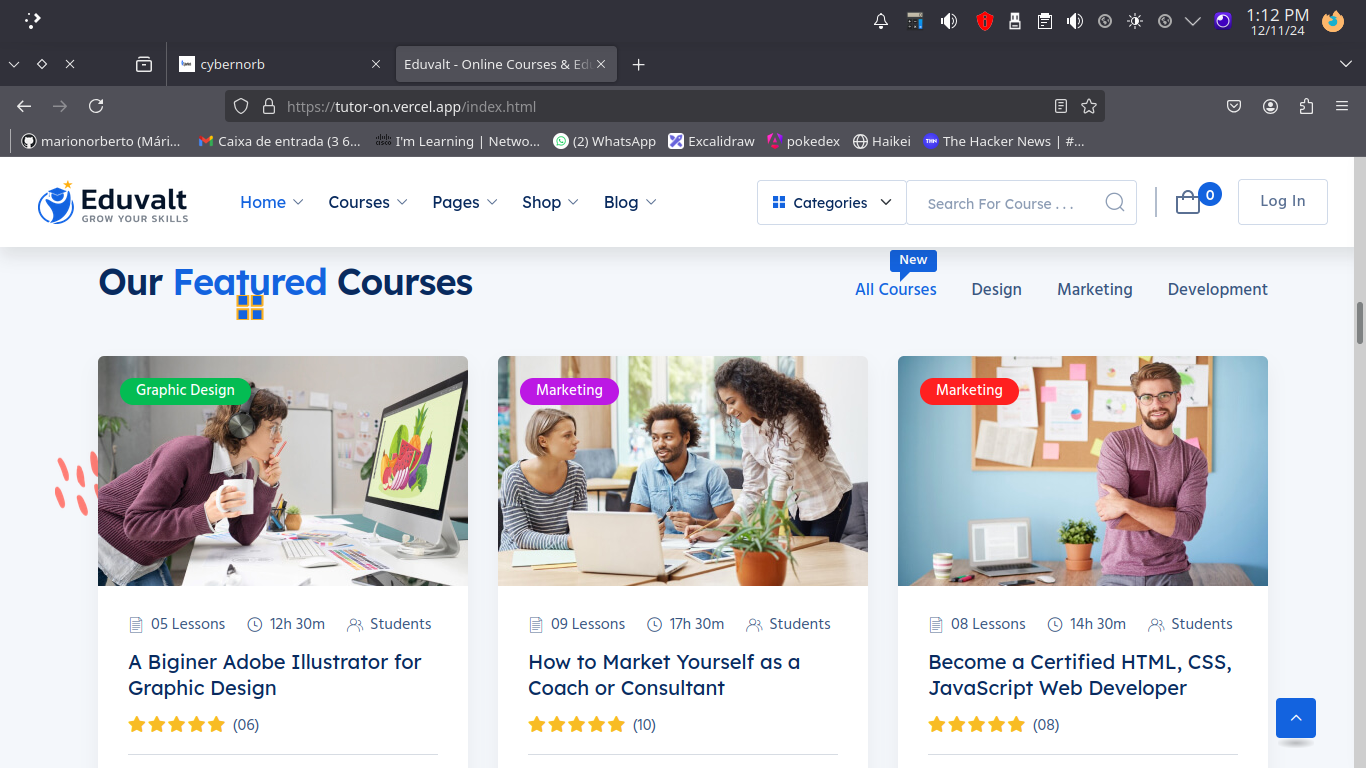 1:12 PM
12/11/24
cybernorb
Eduvalt - Online Courses & Edu
https://tutor-on.vercel.app/index.html
marionorberto (Mári...
Caixa de entrada (3 6...
I'm Learning | Netwo...
(2) WhatsApp
Excalidraw
pokedex
Haikei
The Hacker News | #...
Eduvalt
GROW YOUR SKILLS
Home
Courses
Pages
Shop
Blog
Categories
Search For Course . . .
0
Log In
Our Featured Courses
New
All Courses
Design
Marketing
Development
Graphic Design
Marketing
Marketing
05 Lessons
12h 30m
Students
A Biginer Adobe Illustrator for
Graphic Design
(06)
09 Lessons
17h 30m
Students
How to Market Yourself as a
Coach or Consultant
(10)
08 Lessons
14h 30m
Students
Become a Certified HTML, CSS,
JavaScript Web Developer
(08)